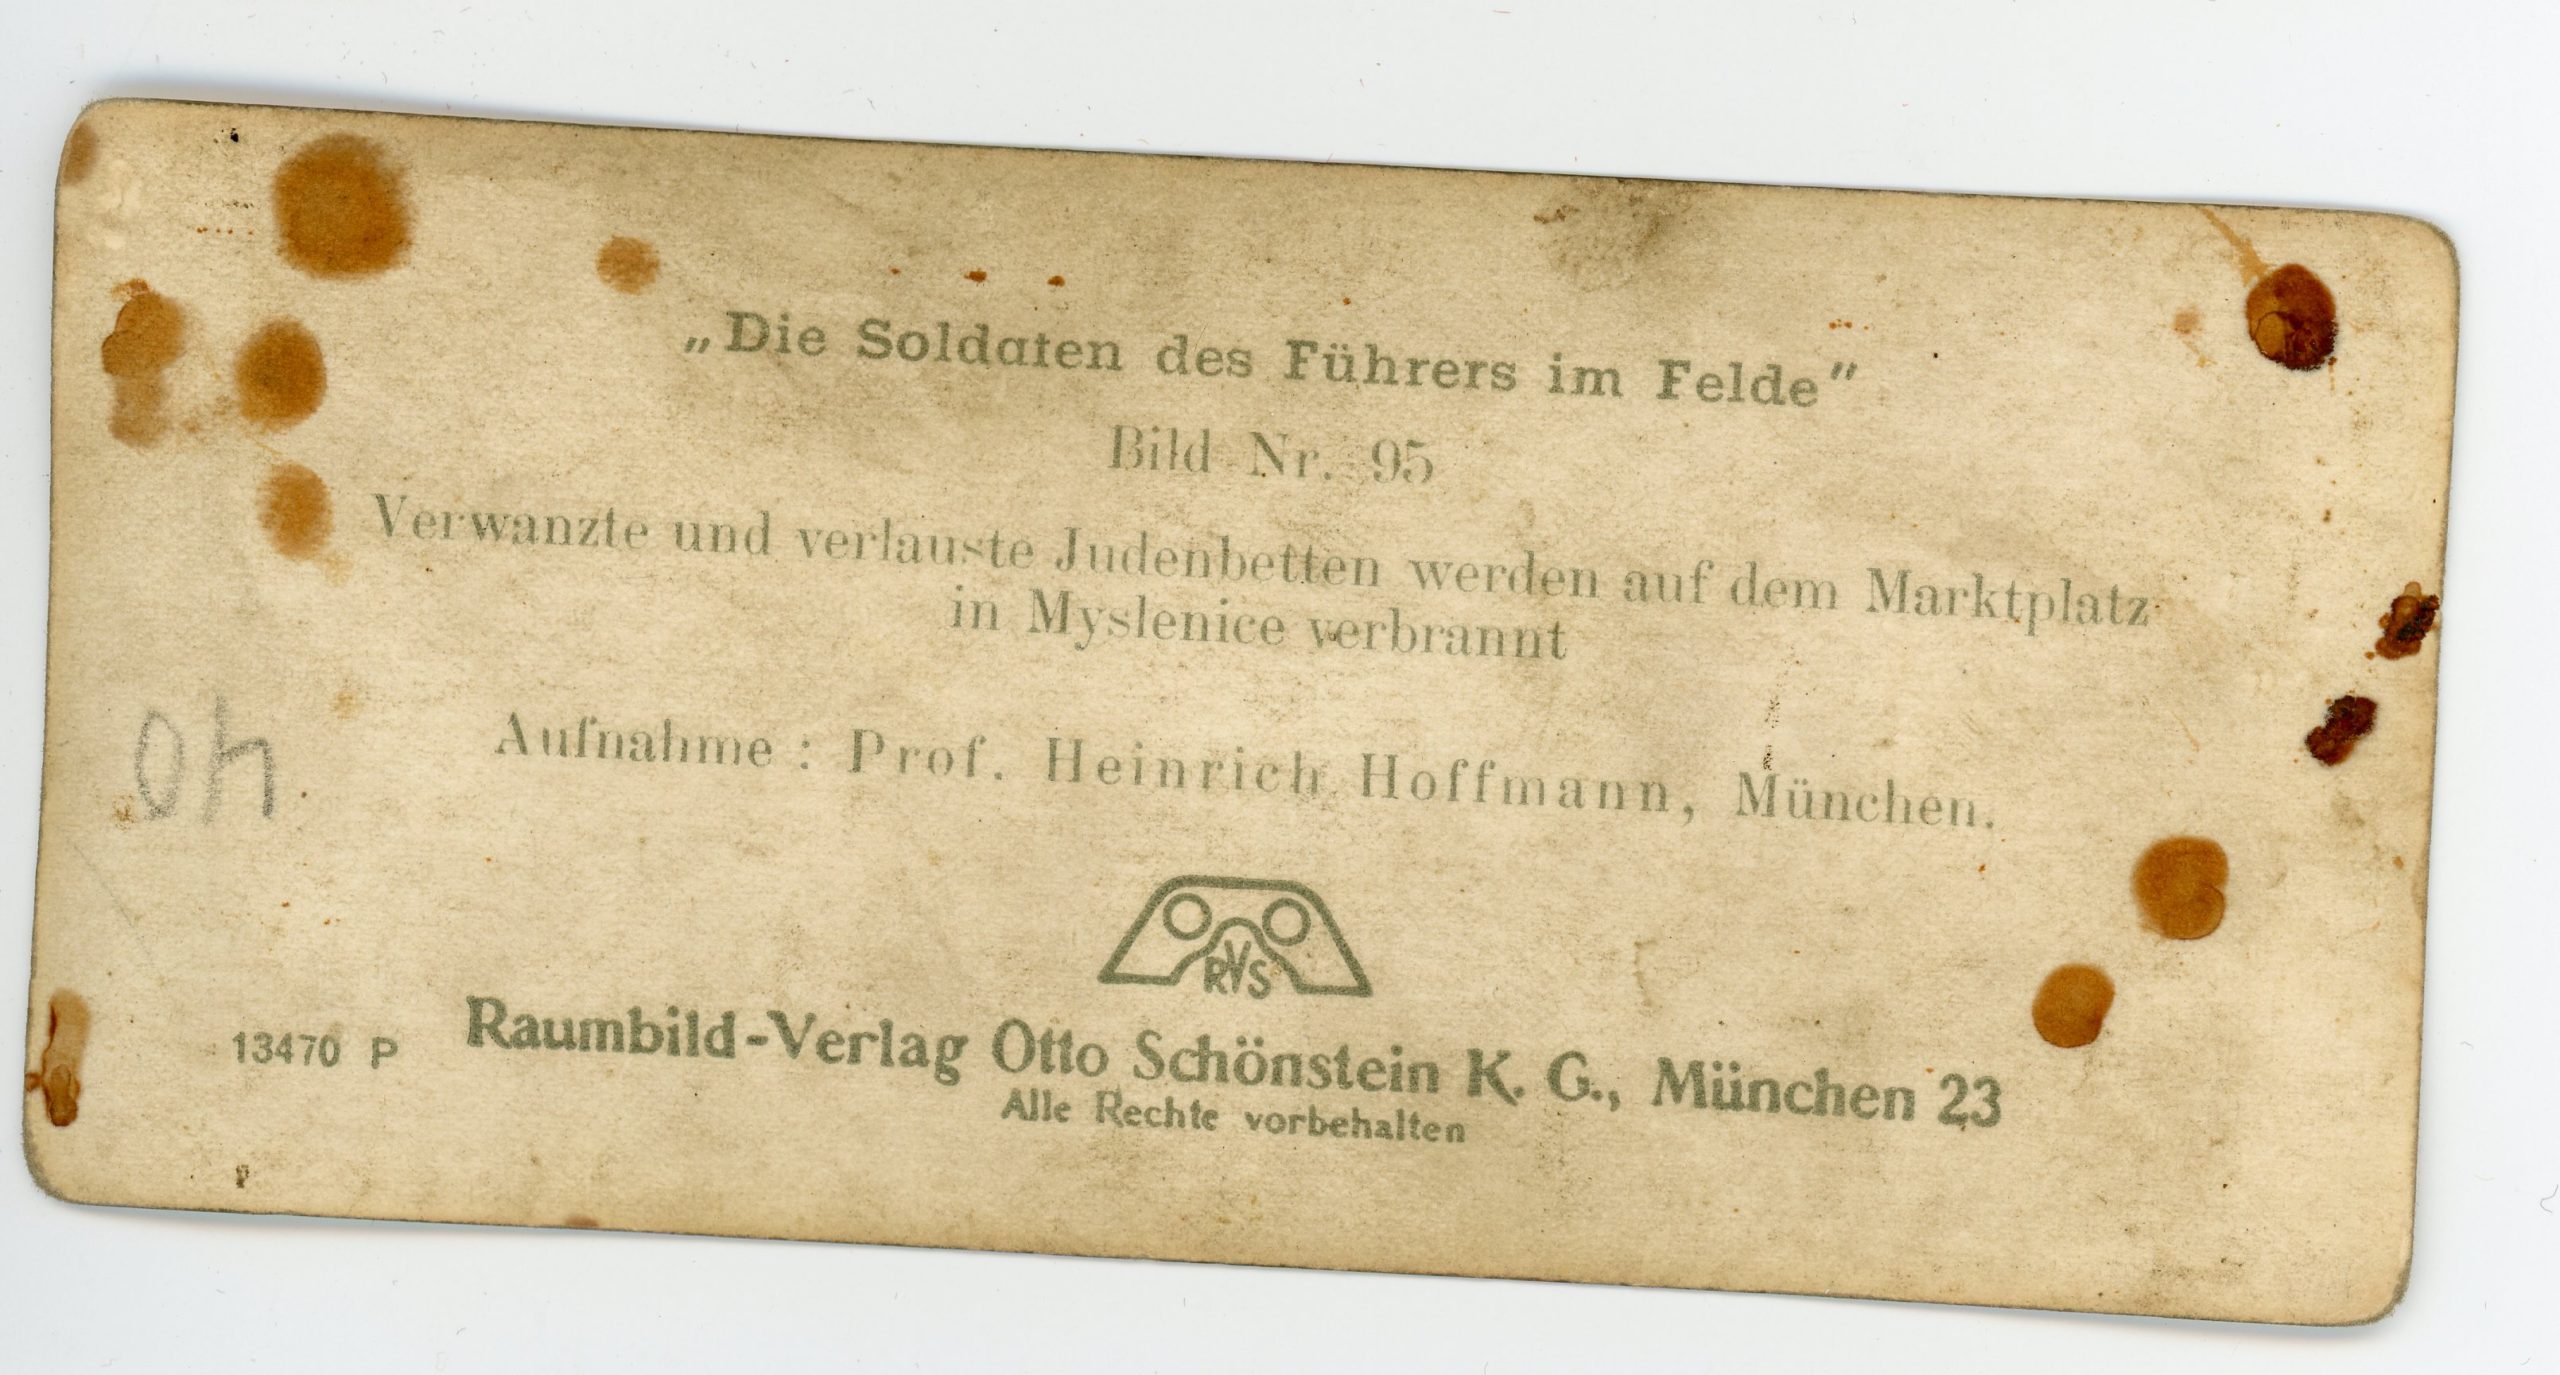 „Die Soldaten des Führers im Felde”
Bild Nr. 95
Verwanzte und verlauste Judenbetten werden auf dem Marktplatz
in Myslenice verbrannt
40
Aufnahme: Prof. Heinrich Hoffmann, München.
RVS
13470 P
Raumbild-Verlag Otto Schönstein K. G., München 23
Alle Rechte vorbehalten